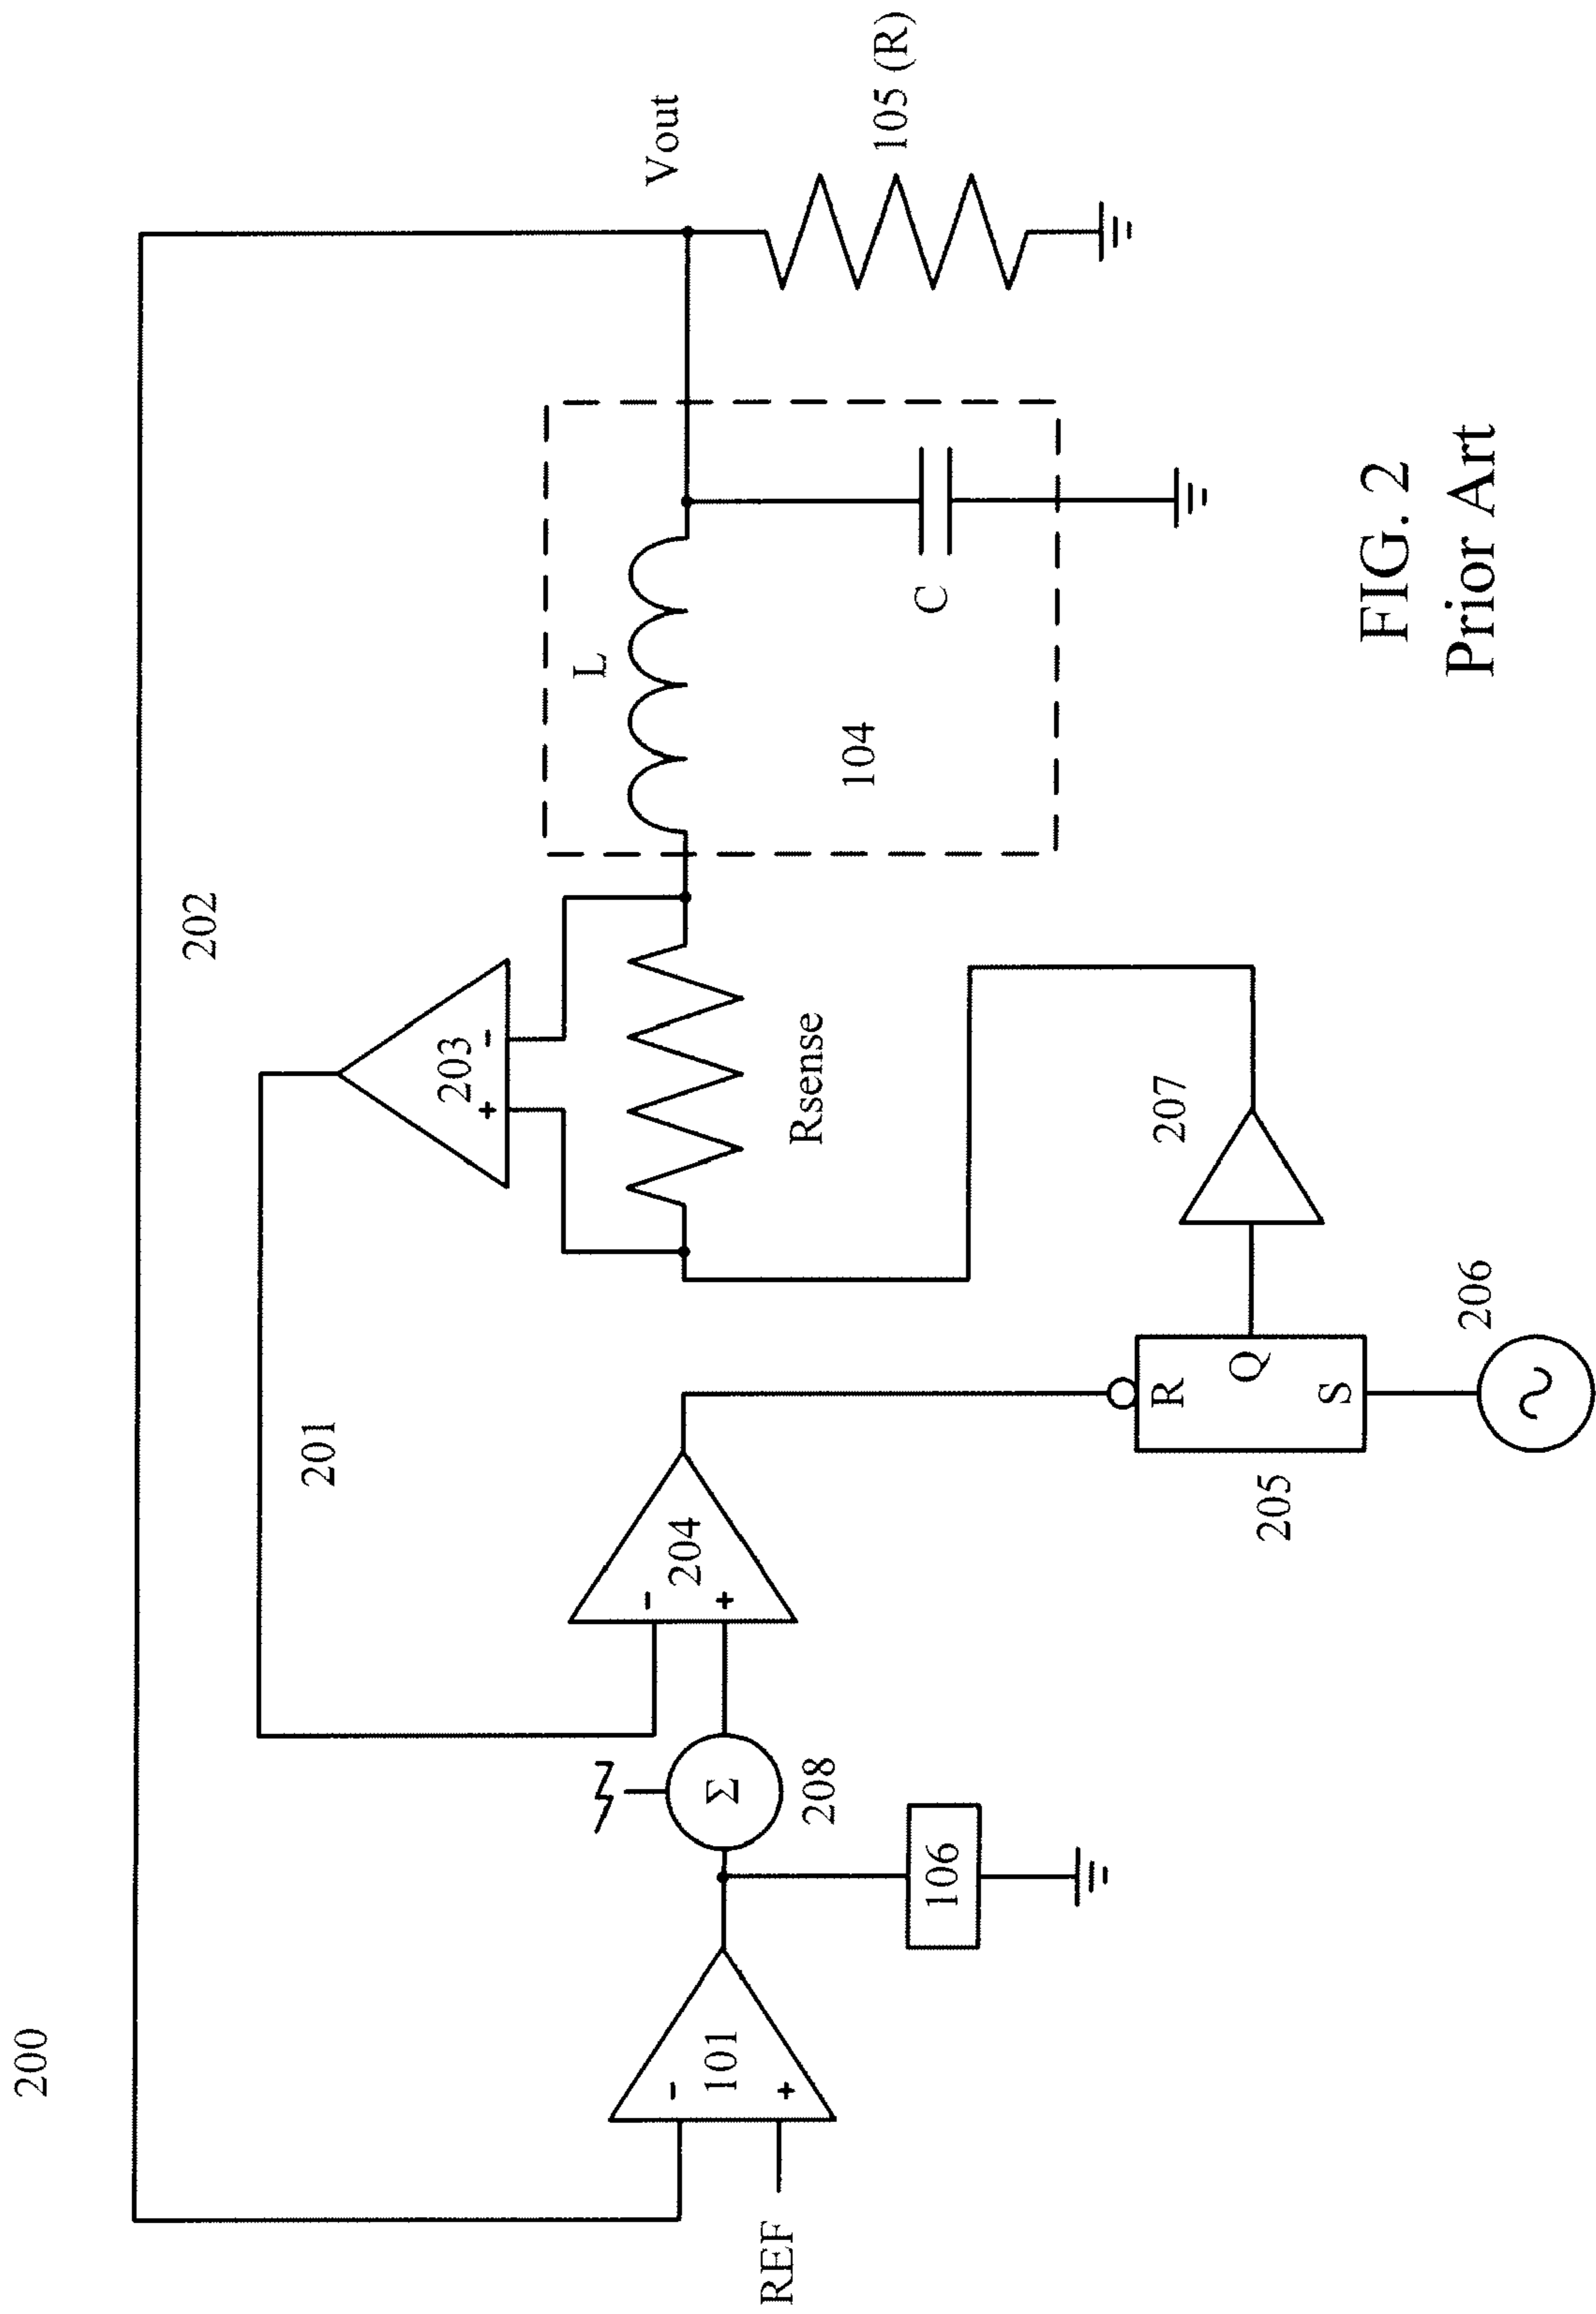 200
202
201
203
+
-
L
Vout
REF
-
+
101
Σ
208
-
+
204
Rsense
104
C
105 (R)
106
205
R
Q
S
207
206
FIG. 2
Prior Art